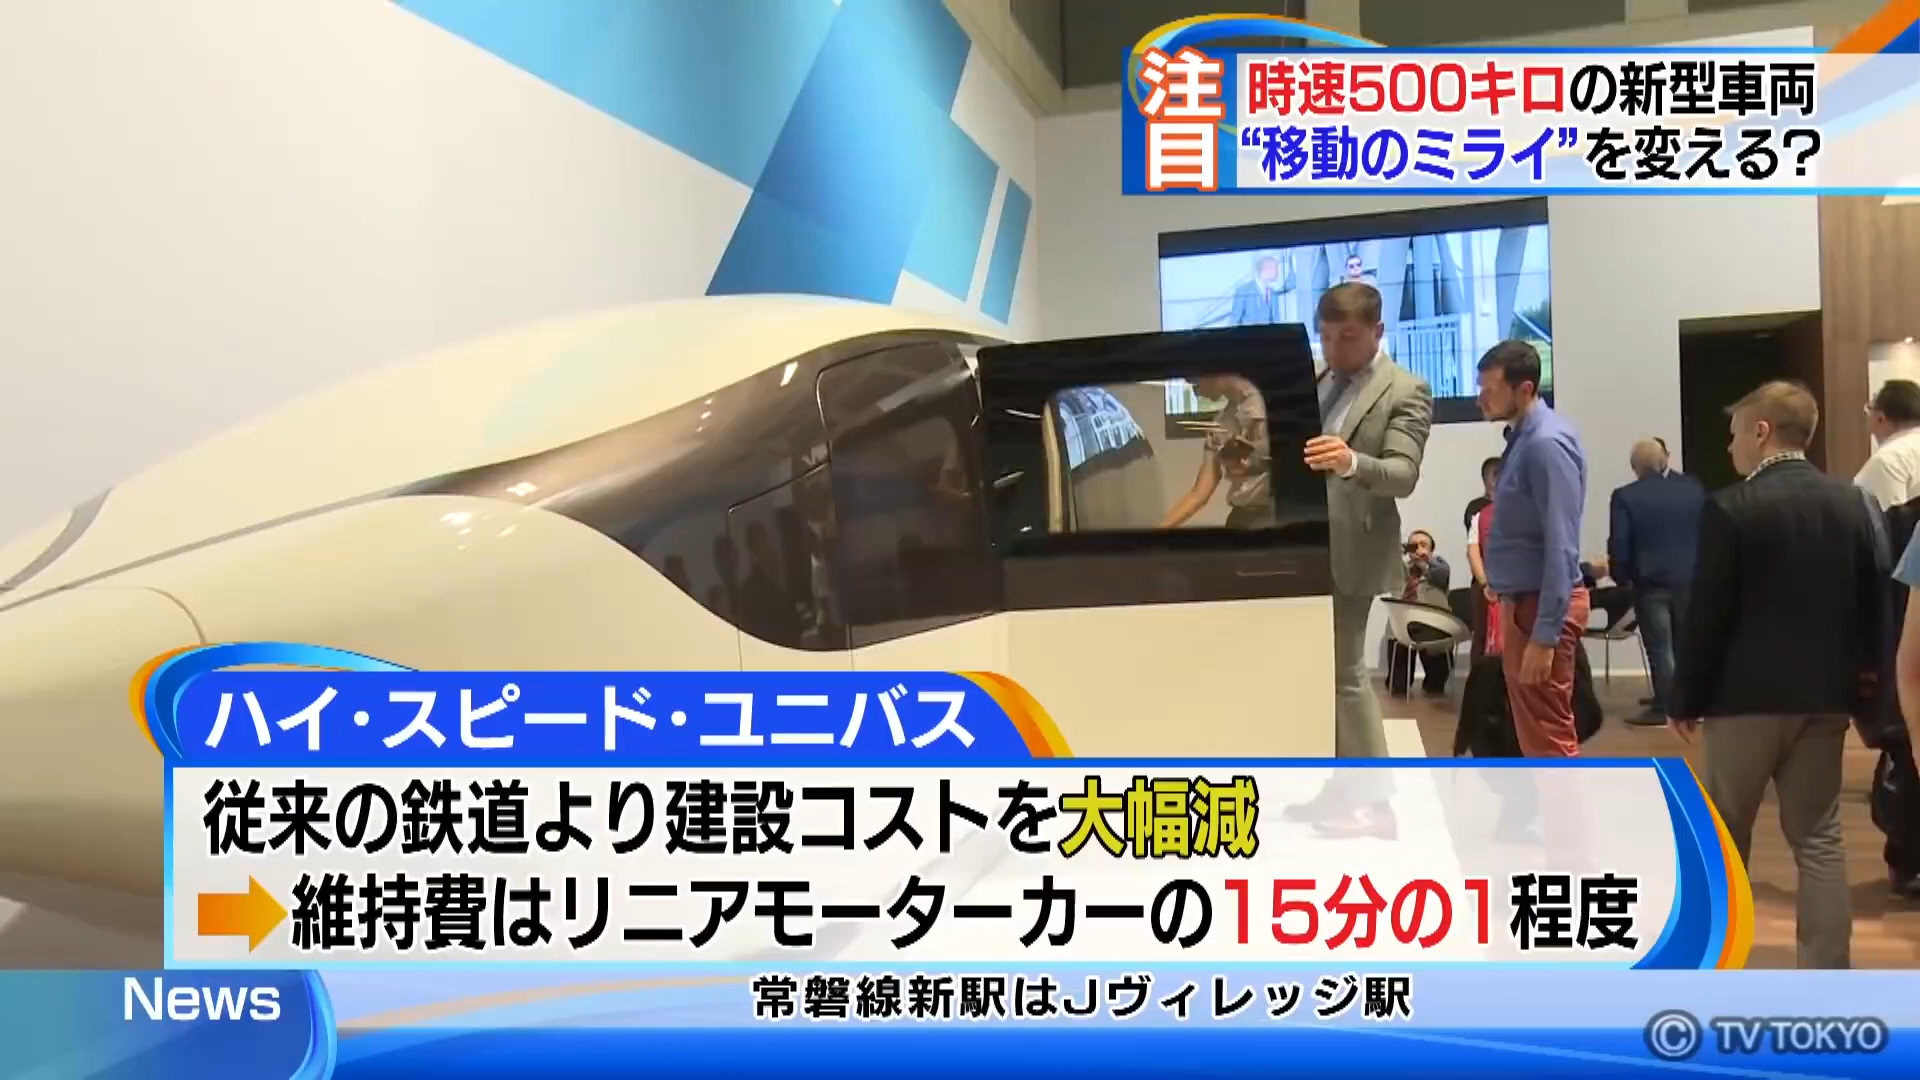 注目
時速500キロの新型車両
“移動のミライ”を変える?
ハイ・スピード・ユニバス
従来の鉄道より建設コストを大幅減
➡維持費はリニアモーターカーの15分の1程度
News
常磐線新駅はJヴィレッジ駅
© TV TOKYO